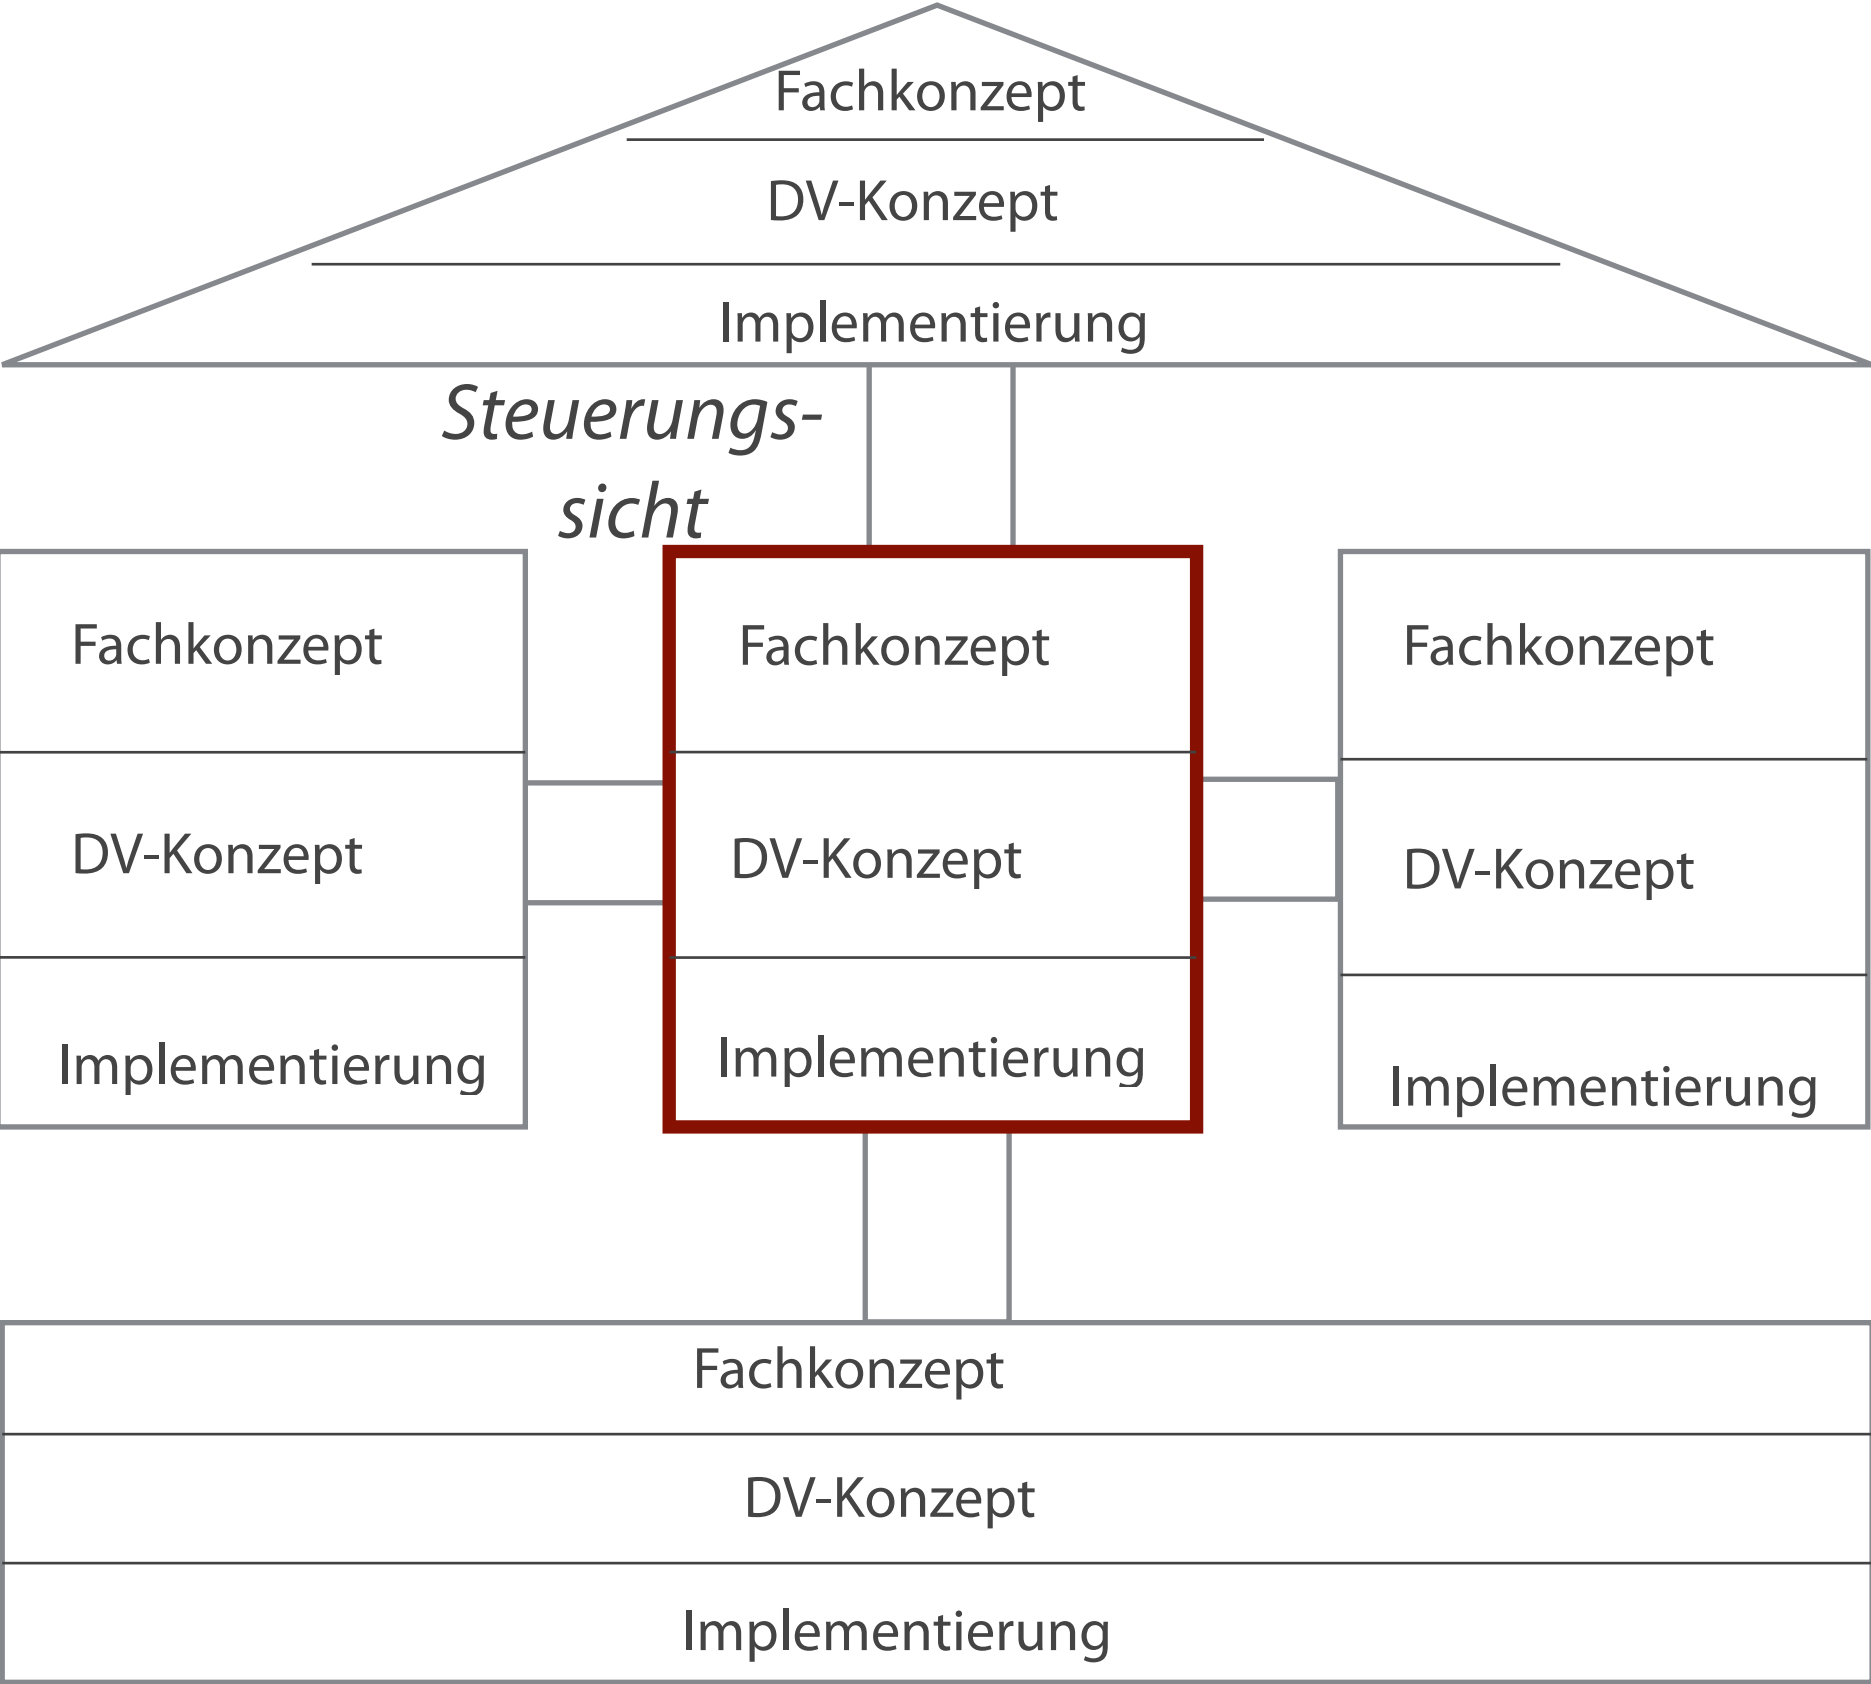 Fachkonzept
DV-Konzept
Implementierung
Steuerungs-
sicht
Fachkonzept
DV-Konzept
Implementierung
Fachkonzept
DV-Konzept
Implementierung
Fachkonzept
DV-Konzept
Implementierung
Fachkonzept
DV-Konzept
Implementierung